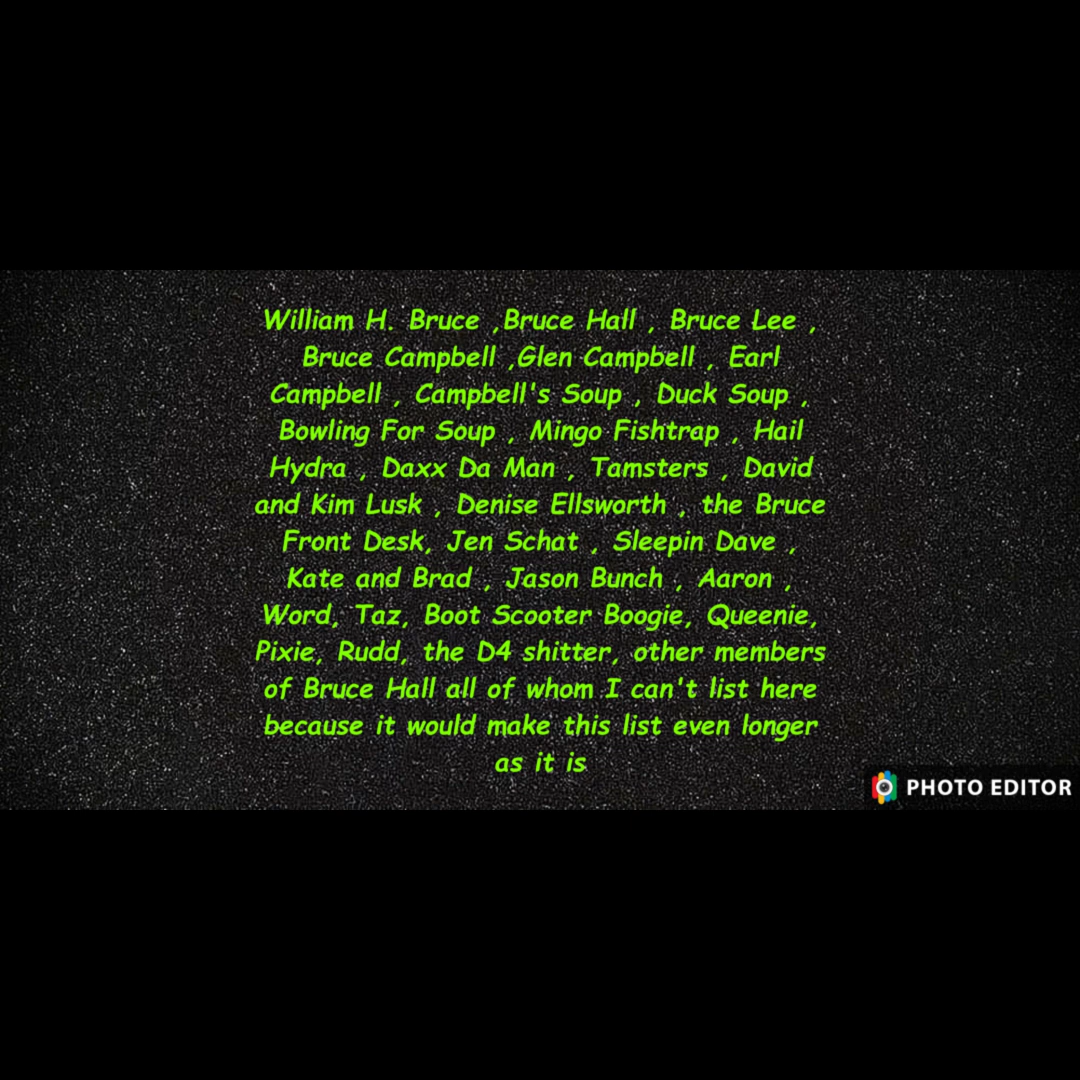 William H. Bruce ,Bruce Hall , Bruce Lee ,
Bruce Campbell ,Glen Campbell , Earl
Campbell , Campbell's Soup , Duck Soup ,
Bowling For Soup , Mingo Fishtrap , Hail
Hydra , Daxx Da Man , Tamsters , David
and Kim Lusk , Denise Ellsworth , the Bruce
Front Desk, Jen Schat , Sleepin Dave ,
Kate and Brad , Jason Bunch , Aaron ,
Word, Taz, Boot Scooter Boogie, Queenie,
Pixie, Rudd, the D4 shitter, other members
of Bruce Hall all of whom I can't list here
because it would make this list even longer
as it is
PHOTO EDITOR